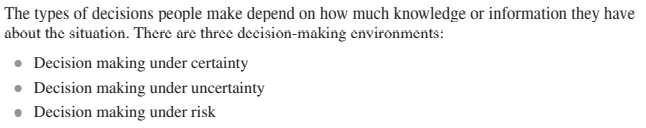 The types of decisions people make depend on how much knowledge or information they have
about the situation. There are three decision-making environments:
• Decision making under certainty
• Decision making under uncertainty
• Decision making under risk